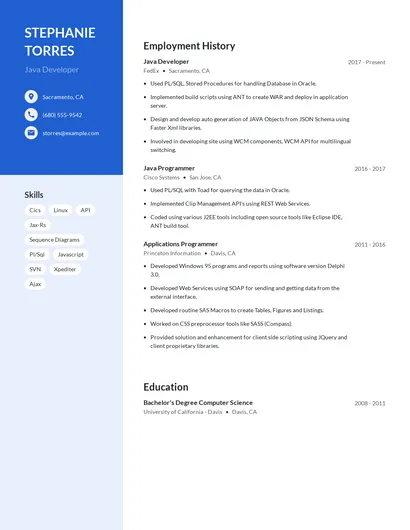 STEPHANIE
TORRES
Java Developer
Sacramento, CA
(680) 555-9542
storres@example.com
Skills
Cics
Linux
API
Jax-Rs
Sequence Diagrams
Pl/Sql
Javascript
SVN
Xpediter
Ajax
Employment History
Java Developer
2017 - Present
FedEx • Sacramento, CA
• Used PL/SQL, Stored Procedures for handling Database in Oracle.
• Implemented build scripts using ANT to create WAR and deploy in application
server.
• Design and develop auto generation of JAVA Objects from JSON Schema using
Faster Xml libraries.
• Involved in developing site using WCM components, WCM API for multilingual
switching.
Java Programmer
2016 - 2017
Cisco Systems • San Jose, CA
• Used PL/SQL with Toad for querying the data in Oracle.
• Implemented Clip Management API's using REST Web Services.
• Coded using various J2EE tools including open source tools like Eclipse IDE,
ANT build tool.
Applications Programmer
2011 - 2016
Princeton Information • Davis, CA
• Developed Windows 95 programs and reports using software version Delphi
3.0.
• Developed Web Services using SOAP for sending and getting data from the
external interface.
• Developed routine SAS Macros to create Tables, Figures and Listings.
• Worked on CSS preprocessor tools like SASS (Compass).
• Provided solution and enhancement for client side scripting using JQuery and
client proprietary libraries.
Education
Bachelor's Degree Computer Science
2008 - 2011
University of California - Davis • Davis, CA